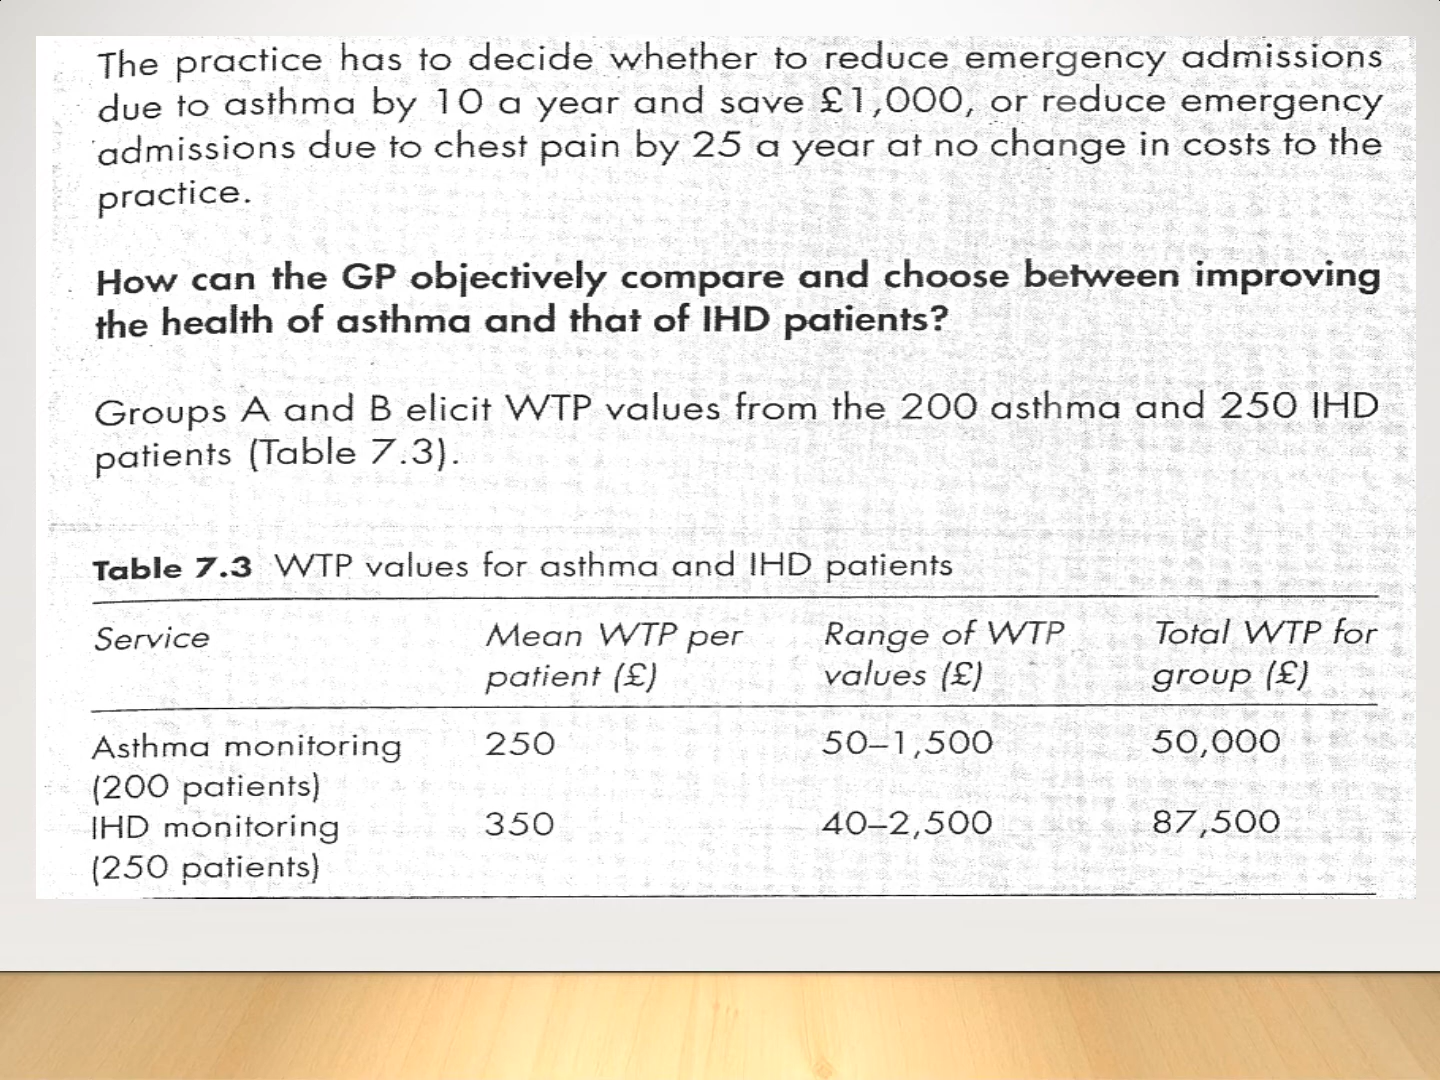 The practice has to decide whether to reduce emergency admissions
due to asthma by 10 a year and save £1,000, or reduce emergency
admissions due to chest pain by 25 a year at no change in costs to the
practice.
How can the GP objectively compare and choose between improving
the health of asthma and that of IHD patients?
Groups A and B elicit WTP values from the 200 asthma and 250 IHD
patients (Table 7.3).
Table 7.3 WTP values for asthma and IHD patients
Service Mean WTP per Range of WTP Total WTP for
patient (£) values (£) group (£)
Asthma monitoring 250 50–1,500 50,000
(200 patients)
IHD monitoring 350 40–2,500 87,500
(250 patients)